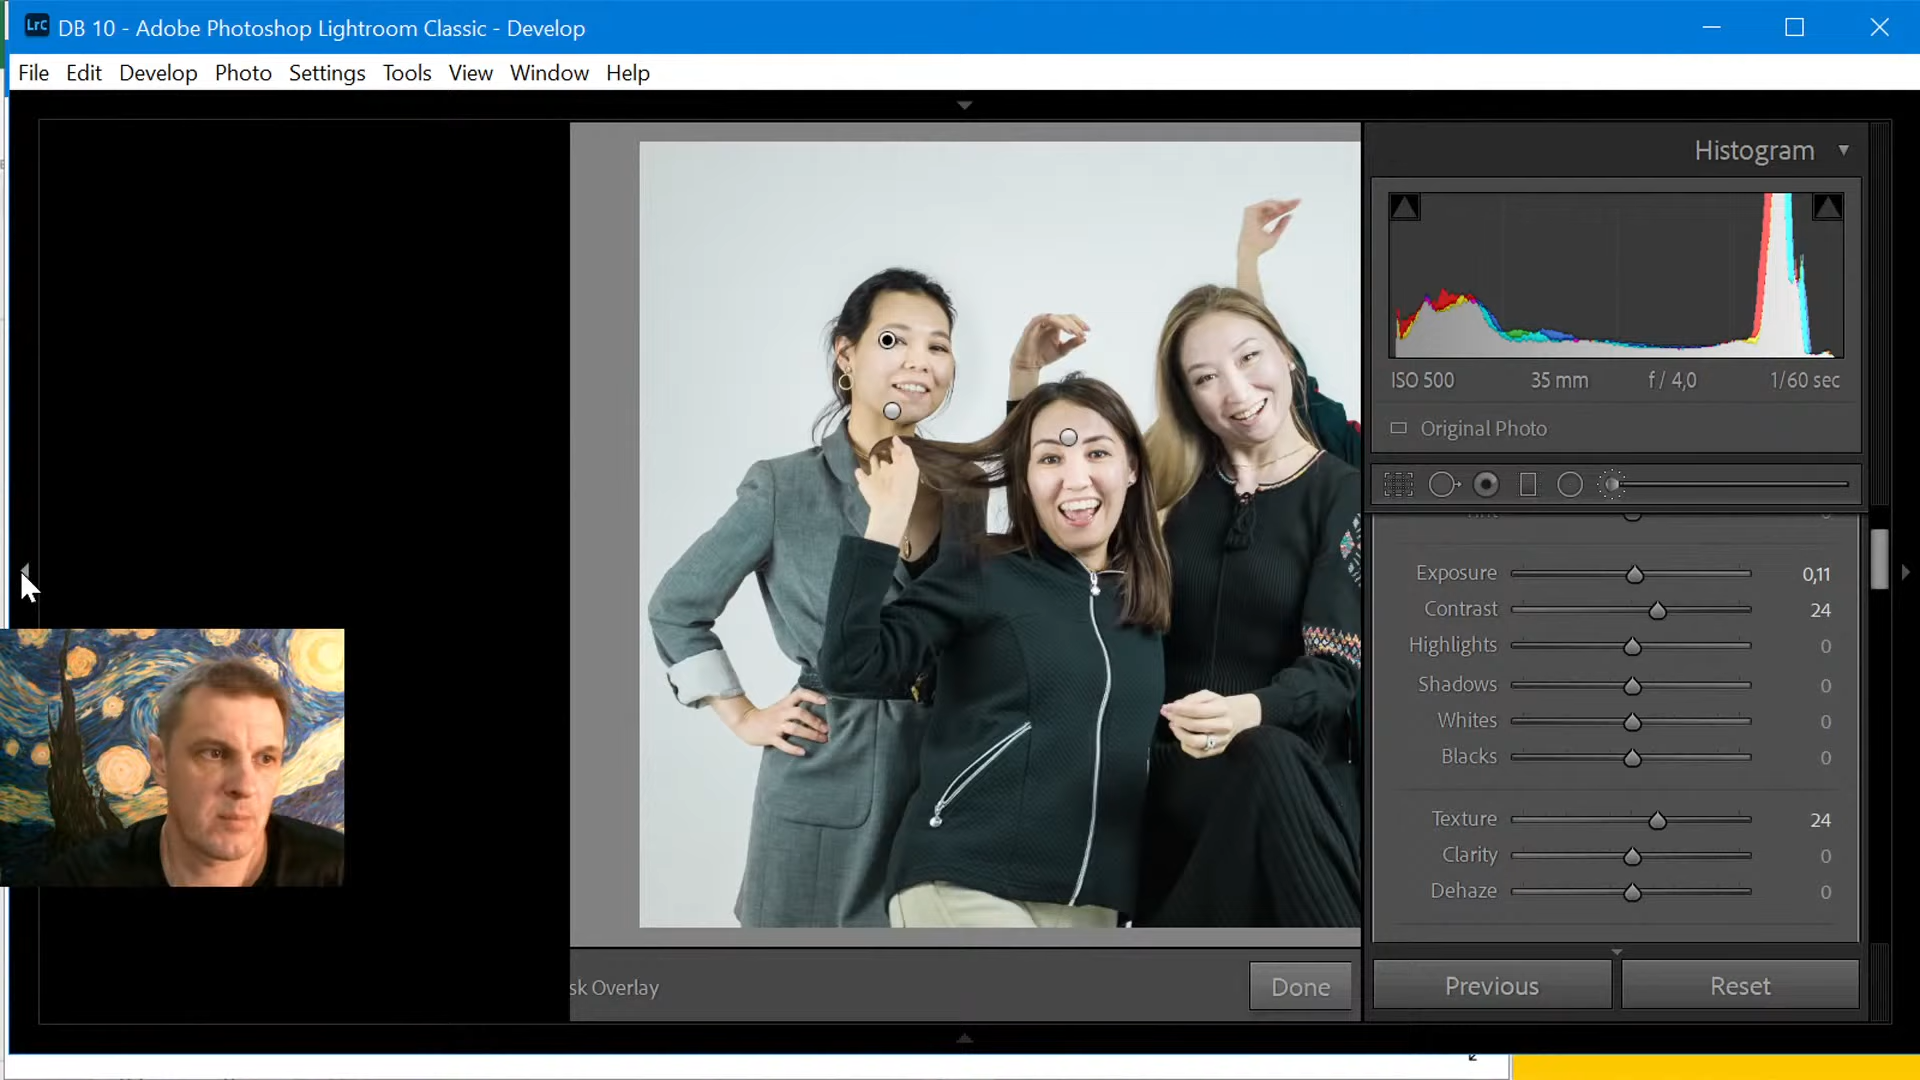 Lrc DB 10 - Adobe Photoshop Lightroom Classic - Develop
File Edit Develop Photo Settings Tools View Window Help
Histogram
ISO 500 35 mm f / 4,0 1/60 sec
Original Photo
Exposure 0,11
Contrast 24
Highlights 0
Shadows 0
Whites 0
Blacks 0
Texture 24
Clarity 0
Dehaze 0
sk Overlay Done Previous Reset